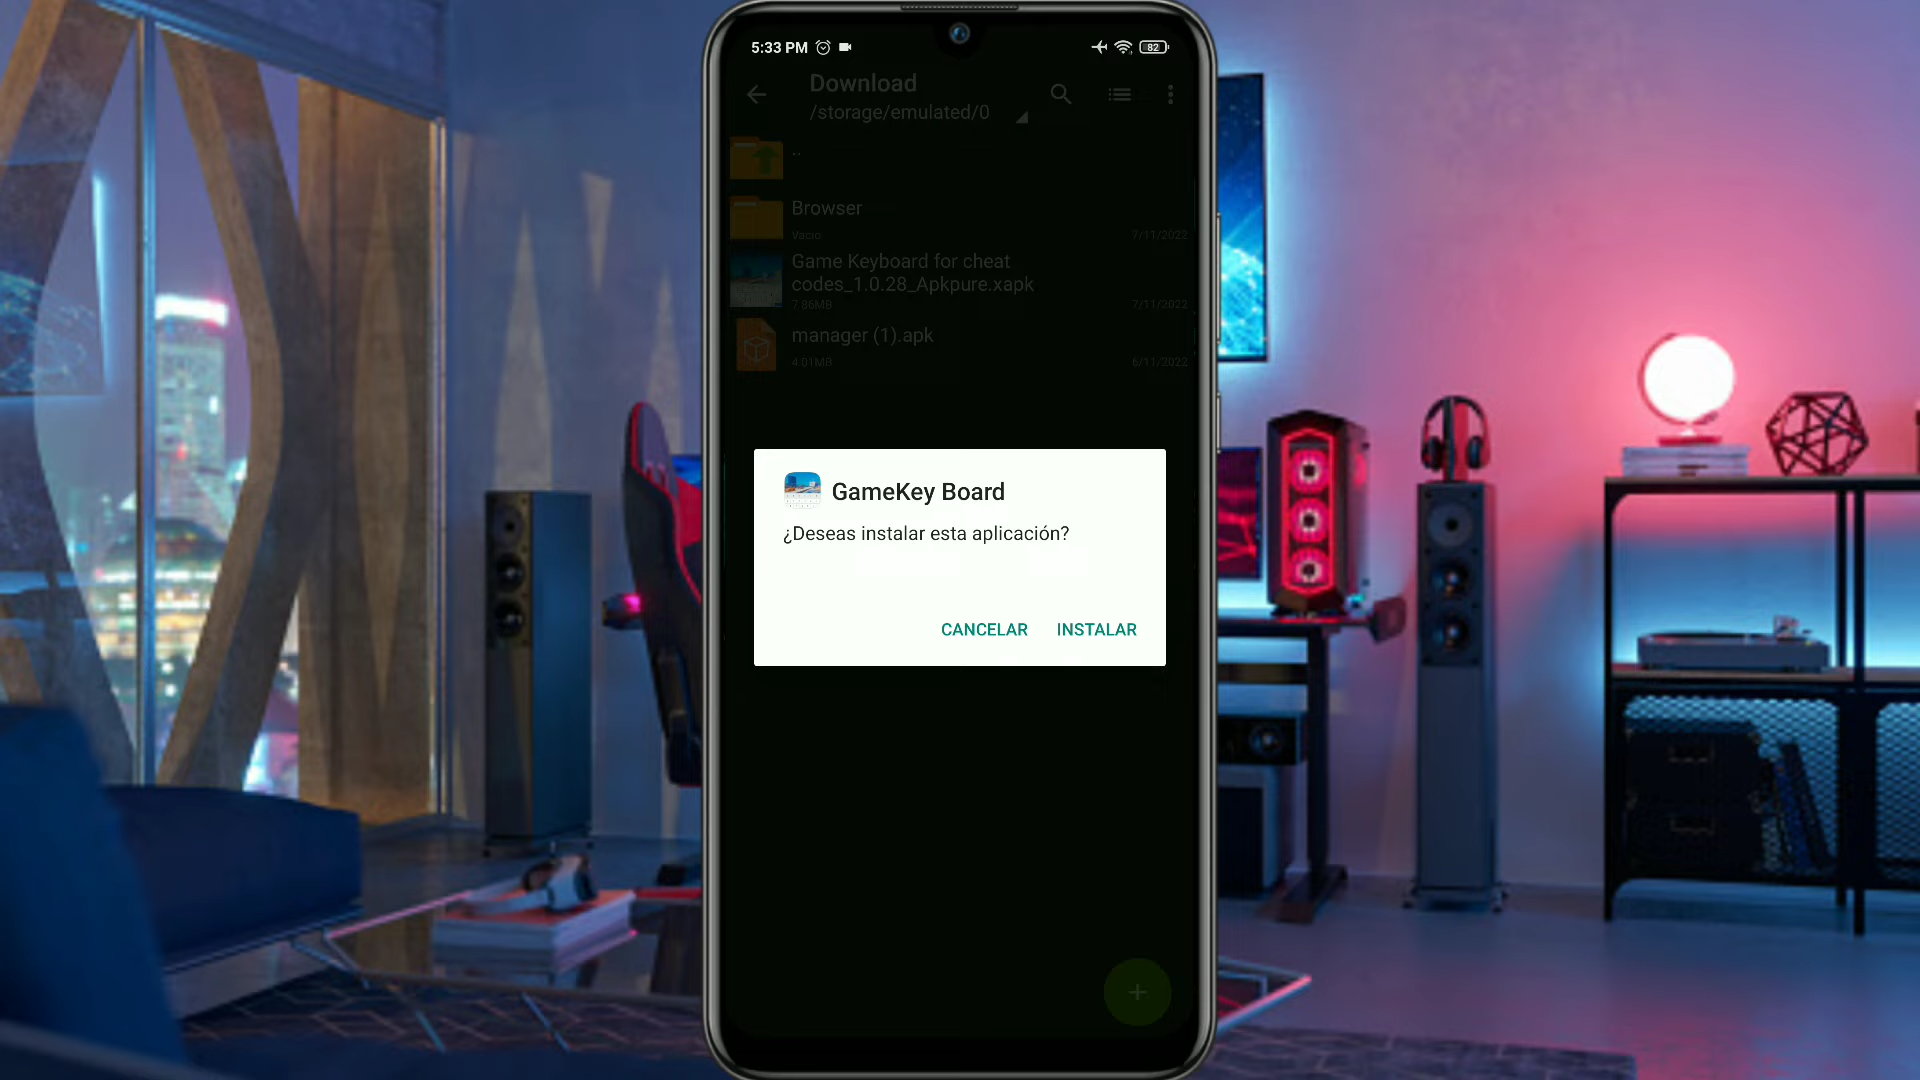 5:33 PM
82
Download
/storage/emulated/0
..
Browser
Vacío
7/11/2022
Game Keyboard for cheat
codes_1.0.28_Apkpure.xapk
7.86MB
7/11/2022
manager (1).apk
4.01MB
6/11/2022
GameKey Board
¿Deseas instalar esta aplicación?
CANCELAR INSTALAR